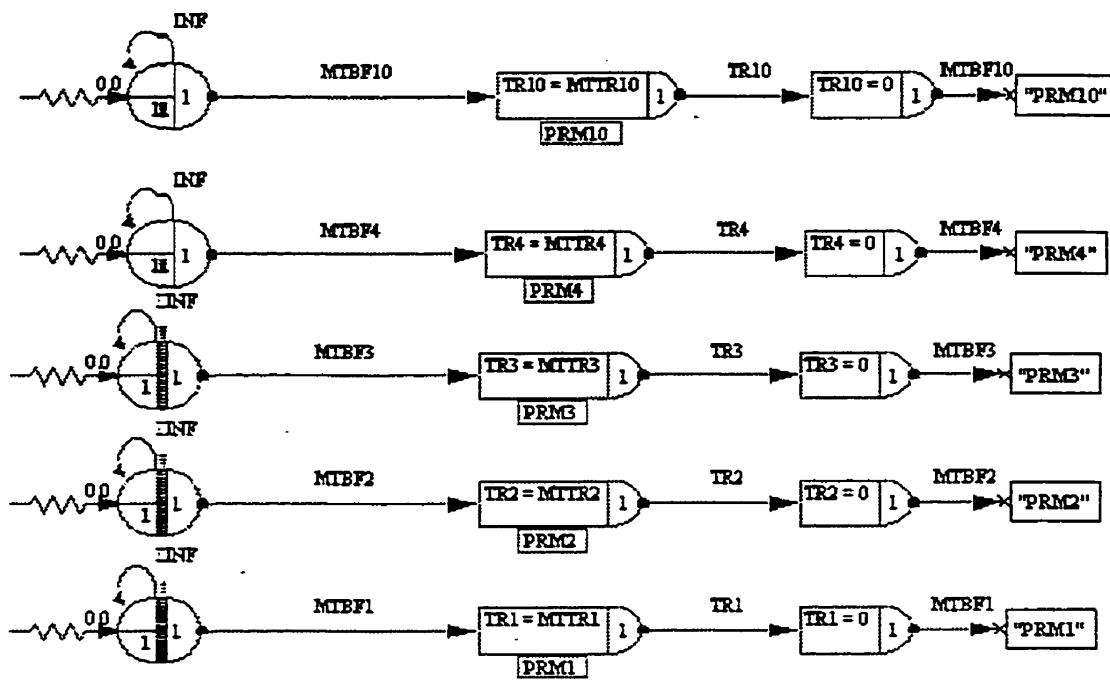 INF
0.0 MTBF10 TR10 = MTTR10 1 TR10 TR10 = 0 1 MTBF10 "PRM10"
1
PRM10
INF
0.0 MTBF4 TR4 = MTTR4 1 TR4 TR4 = 0 1 MTBF4 "PRM4"
1
PRM4
INF
0.0 MTBF3 TR3 = MTTR3 1 TR3 TR3 = 0 1 MTBF3 "PRM3"
1 1
PRM3
INF
0.0 MTBF2 TR2 = MTTR2 1 TR2 TR2 = 0 1 MTBF2 "PRM2"
1 1
PRM2
INF
0.0 MTBF1 TR1 = MTTR1 1 TR1 TR1 = 0 1 MTBF1 "PRM1"
1 1
PRM1